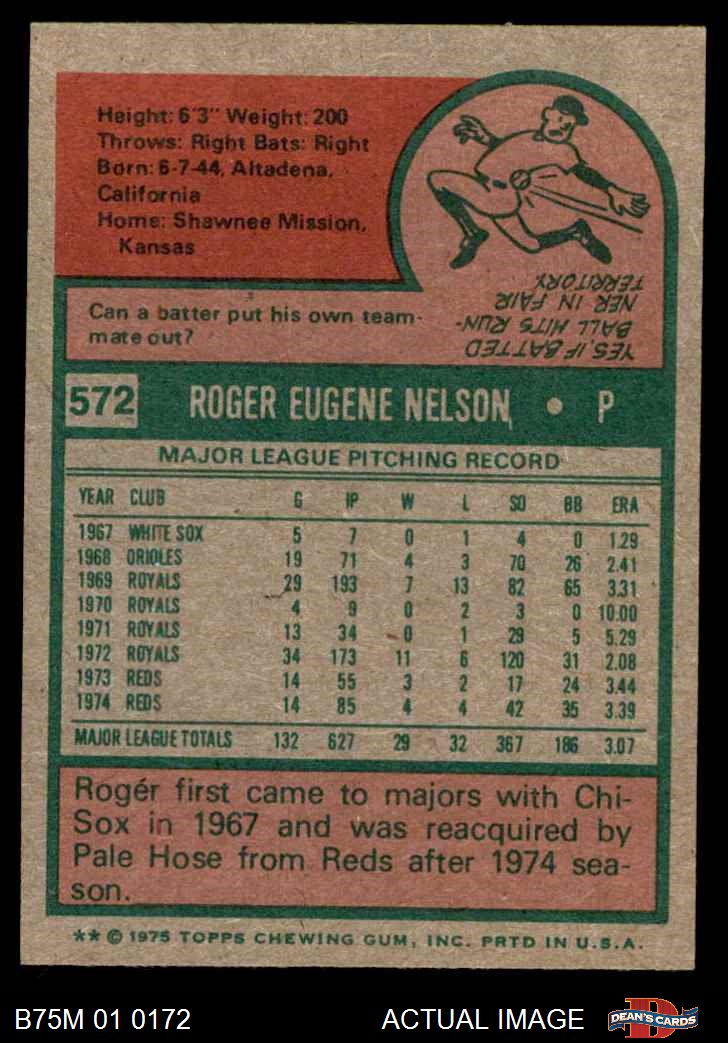 Height: 6'3" Weight: 200
Throws: Right Bats: Right
Born: 6-7-44, Altadena,
California
Home: Shawnee Mission,
Kansas
Can a batter put his own team-
mate out?
YES, IF BATTED
BALL HITS RUN-
NER IN FAIR
TERRITORY.
572 ROGER EUGENE NELSON • P
MAJOR LEAGUE PITCHING RECORD
YEAR CLUB G IP W L SO BB ERA
1967 WHITE SOX 5 7 0 1 4 0 1.29
1968 ORIOLES 19 71 4 3 70 26 2.41
1969 ROYALS 29 193 7 13 82 65 3.31
1970 ROYALS 4 9 0 2 3 0 10.00
1971 ROYALS 13 34 0 1 29 5 5.29
1972 ROYALS 34 173 11 6 120 31 2.08
1973 REDS 14 55 3 2 17 24 3.44
1974 REDS 14 85 4 4 42 35 3.39
MAJOR LEAGUE TOTALS 132 627 29 32 367 186 3.07
Roger first came to majors with Chi-
Sox in 1967 and was reacquired by
Pale Hose from Reds after 1974 sea-
son.
** © 1975 TOPPS CHEWING GUM, INC. PRTD IN U.S.A.
B75M 01 0172 ACTUAL IMAGE
D
DEAN'S CARDS